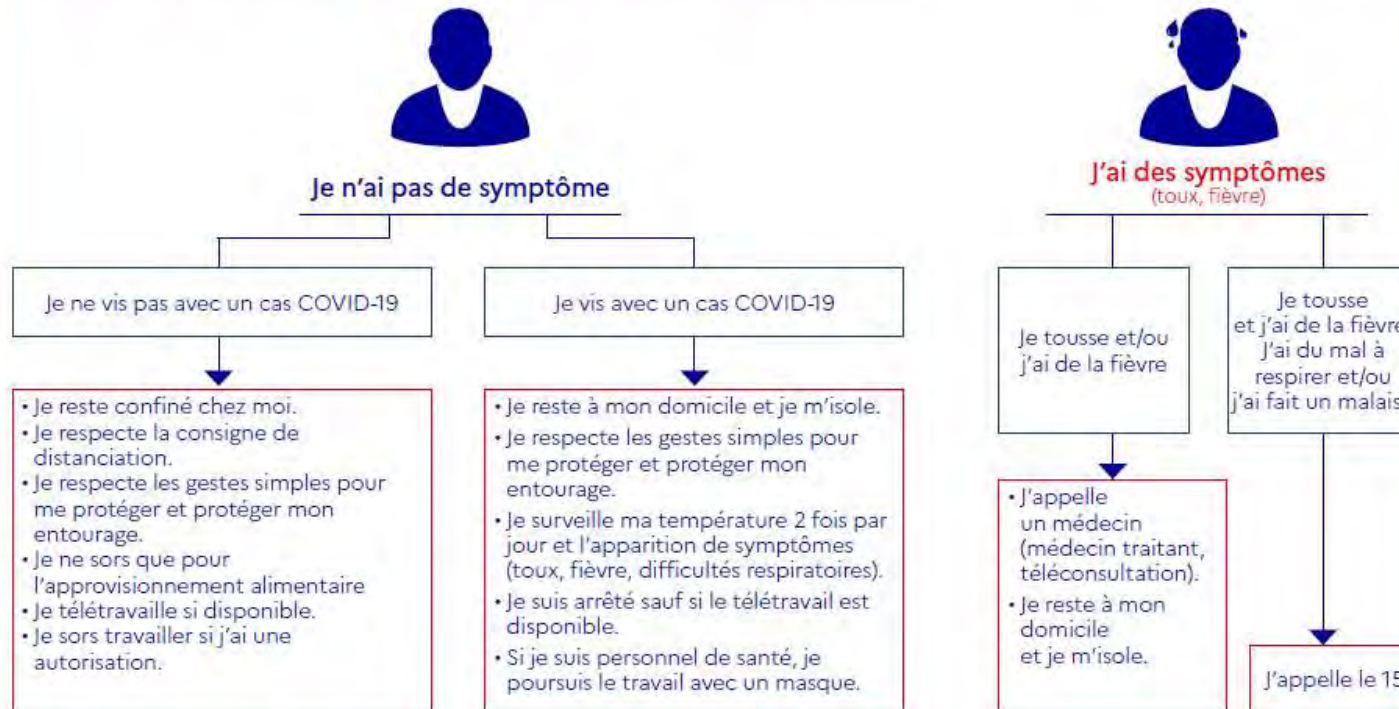 Je n'ai pas de symptôme
Je ne vis pas avec un cas COVID-19
• Je reste confiné chez moi.
• Je respecte la consigne de
distanciation.
• Je respecte les gestes simples pour
me protéger et protéger mon
entourage.
• Je ne sors que pour
l'approvisionnement alimentaire
• Je télétravaille si disponible.
• Je sors travailler si j'ai une
autorisation.
Je vis avec un cas COVID-19
• Je reste à mon domicile et je m'isole.
• Je respecte les gestes simples pour
me protéger et protéger mon
entourage.
• Je surveille ma température 2 fois par
jour et l'apparition de symptômes
(toux, fièvre, difficultés respiratoires).
• Je suis arrêté sauf si le télétravail est
disponible.
• Si je suis personnel de santé, je
poursuis le travail avec un masque.
J'ai des symptômes
(toux, fièvre)
Je tousse et/ou
j'ai de la fièvre
• J'appelle
un médecin
(médecin traitant,
téléconsultation).
• Je reste à mon
domicile
et je m'isole.
Je tousse
et j'ai de la fièvre
J'ai du mal à
respirer et/ou
j'ai fait un malais
J'appelle le 15